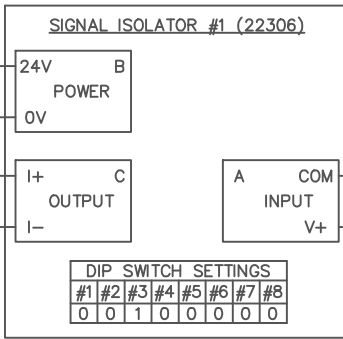 SIGNAL ISOLATOR #1 (22306)
24V B
POWER
0V
I+ C
OUTPUT
I-
A COM
INPUT
V+
DIP SWITCH SETTINGS
#1 #2 #3 #4 #5 #6 #7 #8
0 0 1 0 0 0 0 0